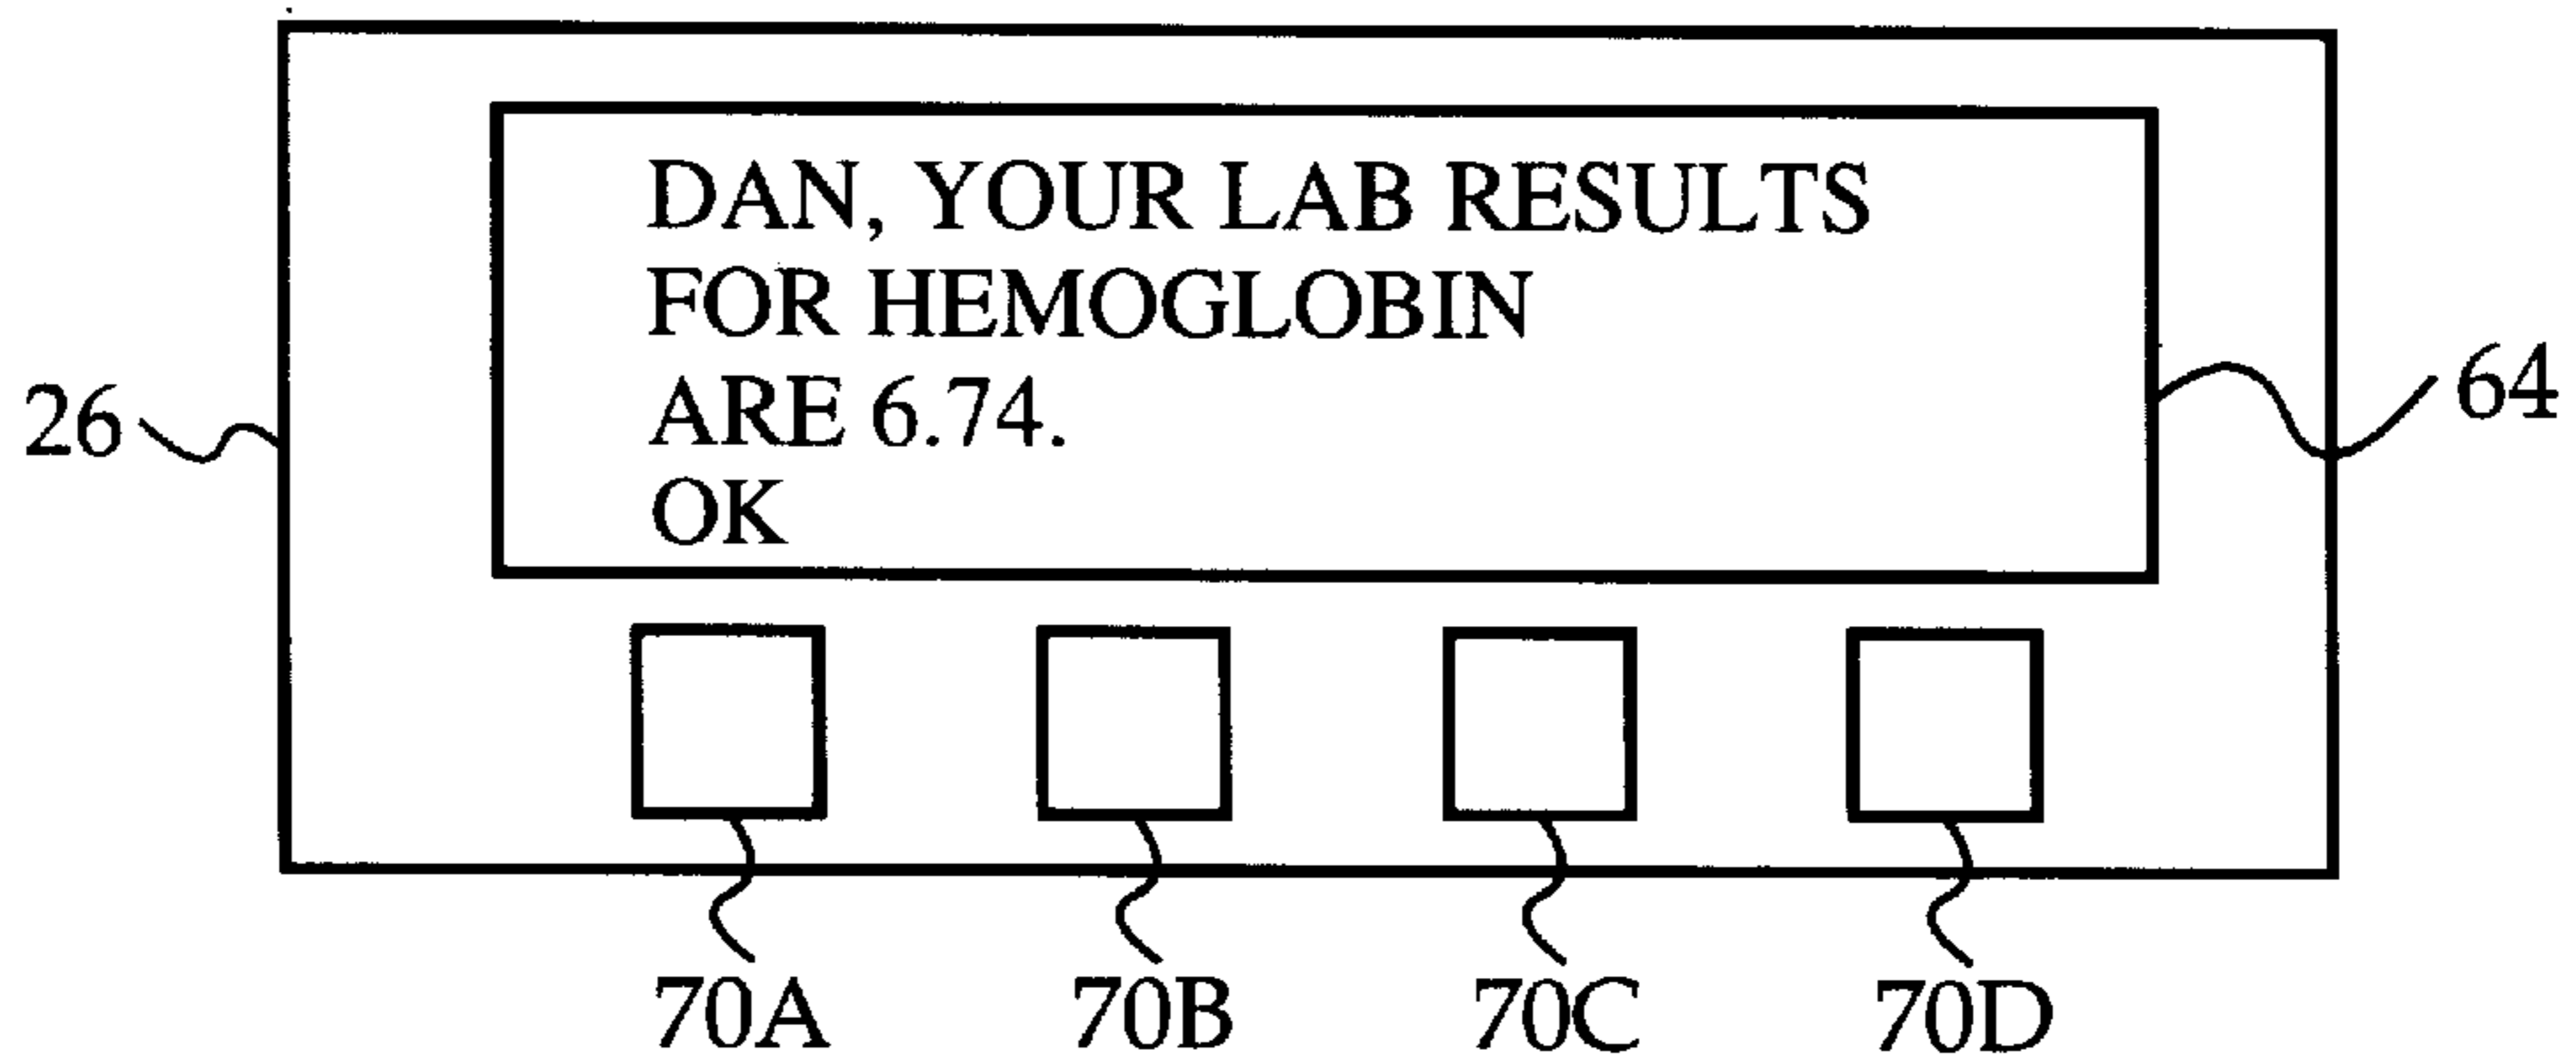 DAN, YOUR LAB RESULTS
FOR HEMOGLOBIN
ARE 6.74.
OK
26
64
70A 70B 70C 70D